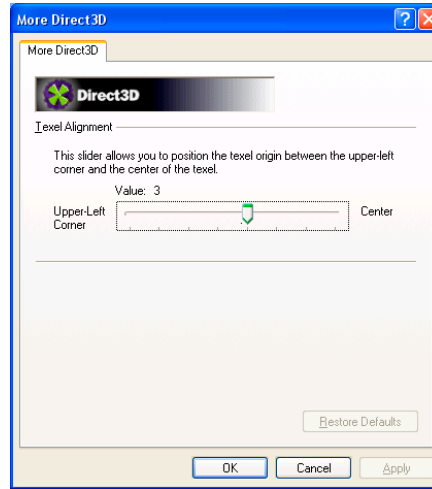 More Direct3D
More Direct3D
Direct3D
Texel Alignment
This slider allows you to position the texel origin between the upper-left
corner and the center of the texel.
Value: 3
Upper-Left
Corner
Center
Restore Defaults
OK
Cancel
Apply